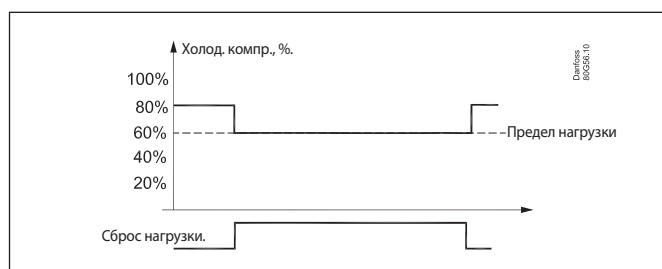 Холод. компр., %.
Danfoss
80G56.10
100%
80%
60%
Предел нагрузки
40%
20%
Сброс нагрузки.